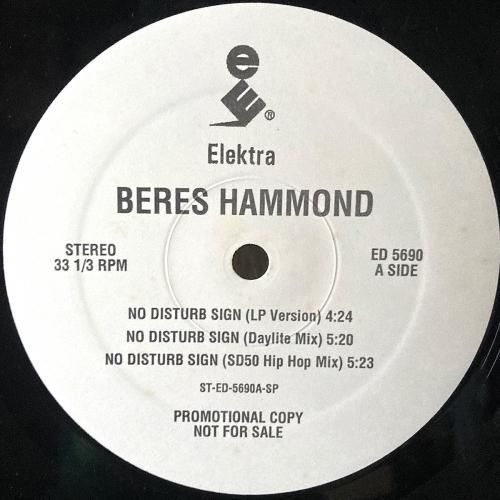 e
E®
Elektra
BERES HAMMOND
STEREO
33 1/3 RPM
ED 5690
A SIDE
NO DISTURB SIGN (LP Version) 4:24
NO DISTURB SIGN (Daylite Mix) 5:20
NO DISTURB SIGN (SD50 Hip Hop Mix) 5:23
ST-ED-5690A-SP
PROMOTIONAL COPY
NOT FOR SALE